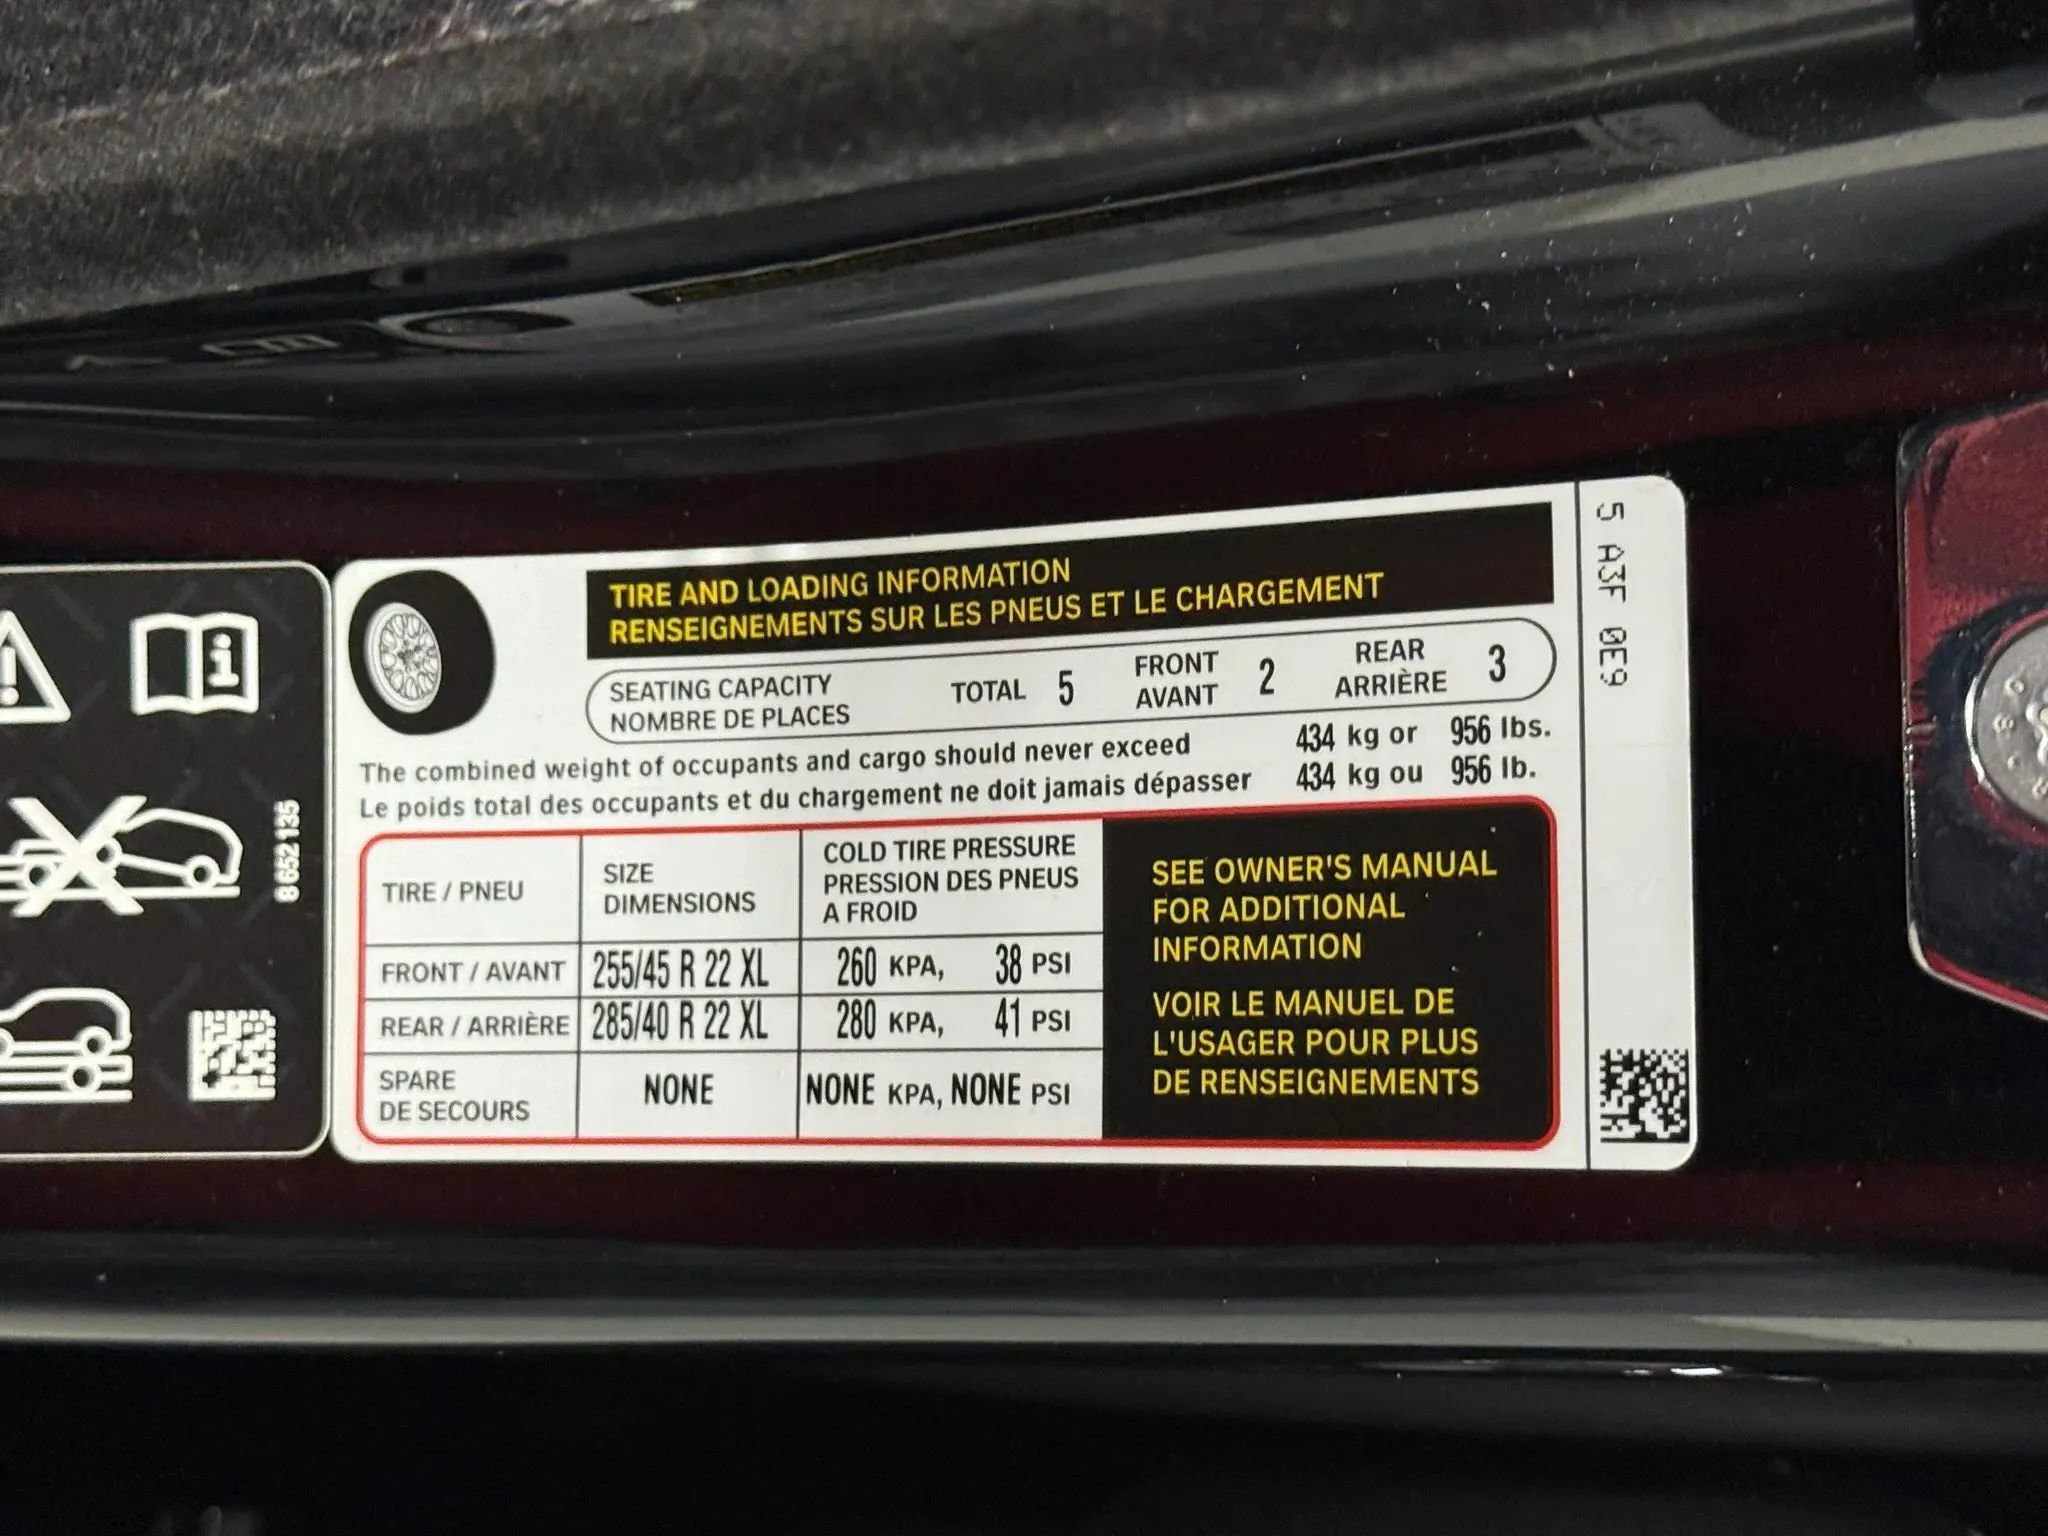 TIRE AND LOADING INFORMATION
RENSEIGNEMENTS SUR LES PNEUS ET LE CHARGEMENT
SEATING CAPACITY TOTAL 5 FRONT 2 REAR 3
NOMBRE DE PLACES AVANT ARRIÈRE
The combined weight of occupants and cargo should never exceed 434 kg or 956 lbs.
Le poids total des occupants et du chargement ne doit jamais dépasser 434 kg ou 956 lb.
TIRE / PNEU
SIZE
DIMENSIONS
COLD TIRE PRESSURE
PRESSION DES PNEUS
A FROID
FRONT / AVANT 255/45 R 22 XL 260 KPA, 38 PSI
REAR / ARRIÈRE 285/40 R 22 XL 280 KPA, 41 PSI
SPARE
DE SECOURS
NONE NONE KPA, NONE PSI
SEE OWNER'S MANUAL
FOR ADDITIONAL
INFORMATION
VOIR LE MANUEL DE
L'USAGER POUR PLUS
DE RENSEIGNEMENTS
5 A3F 0E9
8 652 135